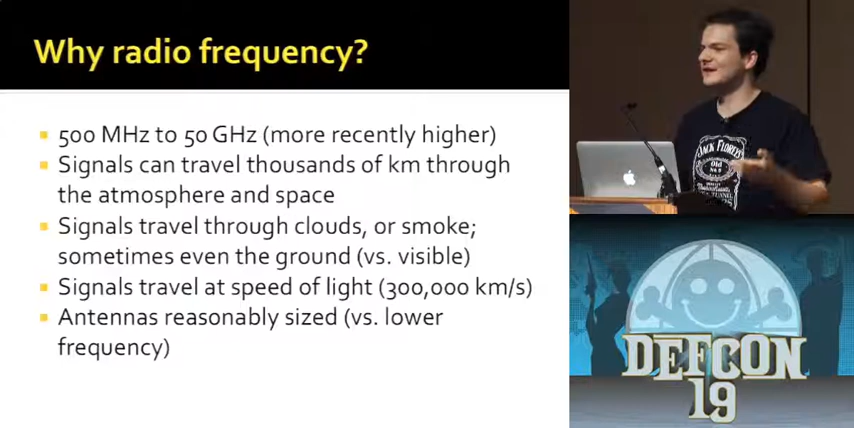 Why radio frequency?
500 MHz to 50 GHz (more recently higher)
Signals can travel thousands of km through
the atmosphere and space
Signals travel through clouds, or smoke;
sometimes even the ground (vs. visible)
Signals travel at speed of light (300,000 km/s)
Antennas reasonably sized (vs. lower
frequency)
Old
DEFCON
19